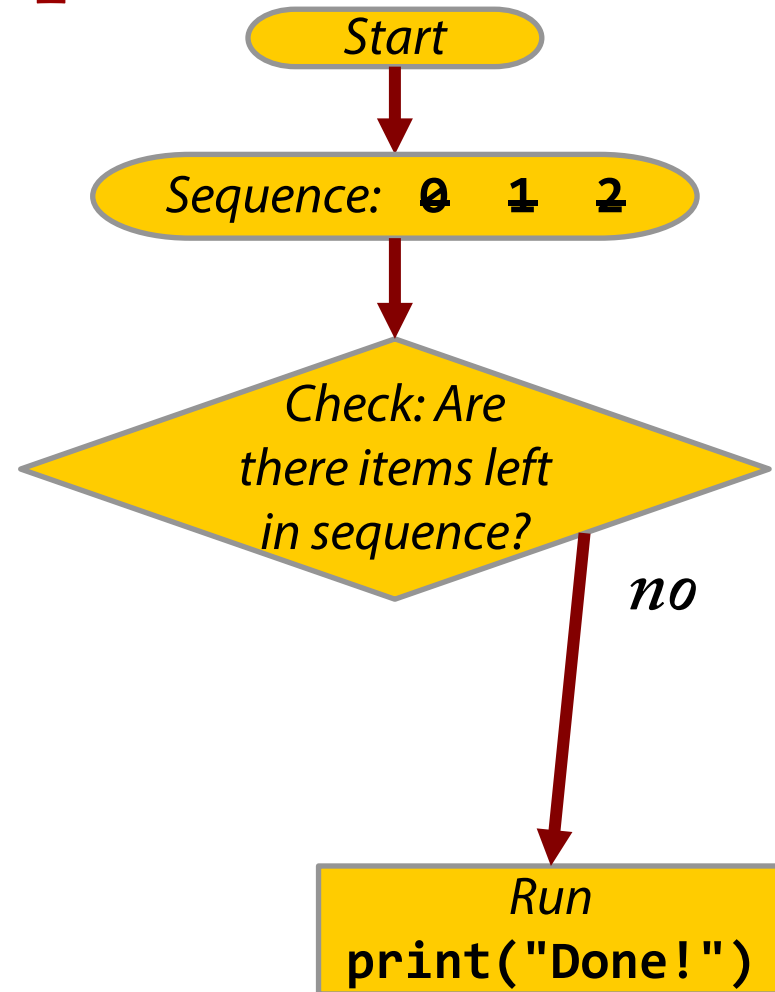 Start
Sequence: 0 1 2
Check: Are
there items left
in sequence?
no
Run
print("Done!")